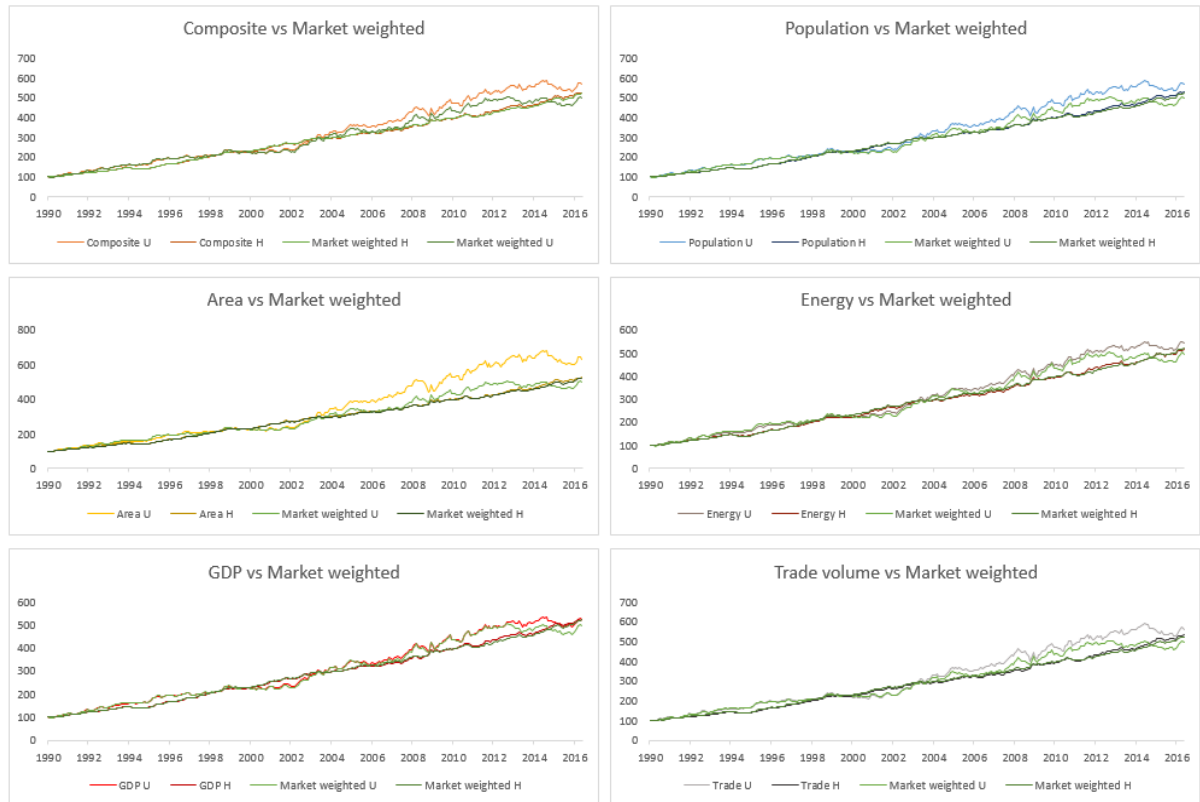 Composite vs Market weighted
700
600
500
400
300
200
100
0
1990 1992 1994 1996 1998 2000 2002 2004 2006 2008 2010 2012 2014 2016
Composite U Composite H Market weighted H Market weighted U
Population vs Market weighted
700
600
500
400
300
200
100
0
1990 1992 1994 1996 1998 2000 2002 2004 2006 2008 2010 2012 2014 2016
Population U Population H Market weighted U Market weighted H
Area vs Market weighted
800
600
400
200
0
1990 1992 1994 1996 1998 2000 2002 2004 2006 2008 2010 2012 2014 2016
Area U Area H Market weighted U Market weighted H
Energy vs Market weighted
600
500
400
300
200
100
0
1990 1992 1994 1996 1998 2000 2002 2004 2006 2008 2010 2012 2014 2016
Energy U Energy H Market weighted U Market weighted H
GDP vs Market weighted
600
500
400
300
200
100
0
1990 1992 1994 1996 1998 2000 2002 2004 2006 2008 2010 2012 2014 2016
GDP U GDP H Market weighted U Market weighted H
Trade volume vs Market weighted
700
600
500
400
300
200
100
0
1990 1992 1994 1996 1998 2000 2002 2004 2006 2008 2010 2012 2014 2016
Trade U Trade H Market weighted U Market weighted H